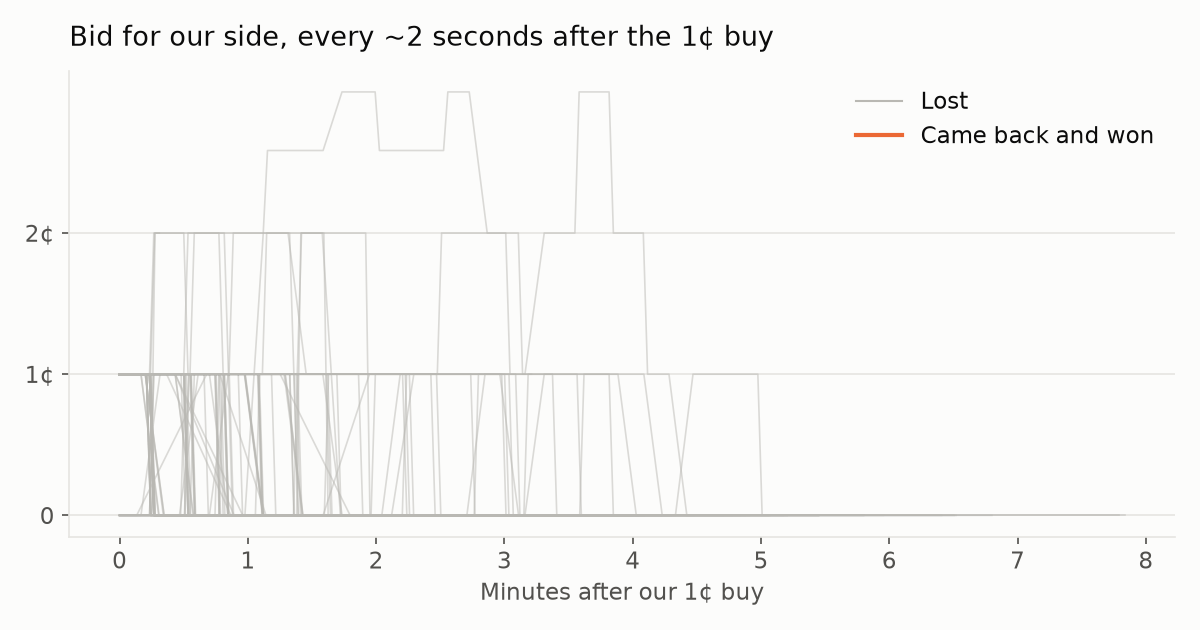 Bid for our side, every ~2 seconds after the 1¢ buy
Lost
Came back and won
2¢
1¢
0
0 1 2 3 4 5 6 7 8
Minutes after our 1¢ buy